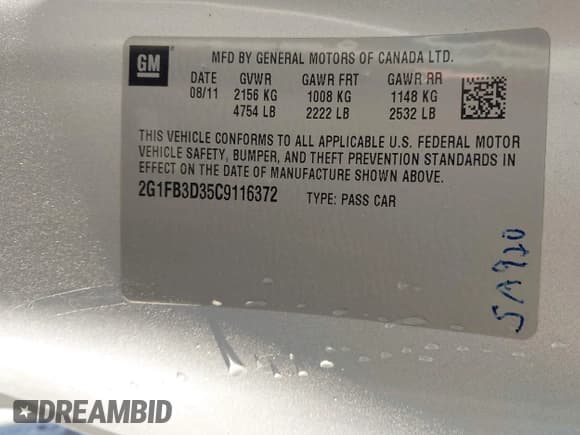 GM
MFD BY GENERAL MOTORS OF CANADA LTD.
DATE GVWR GAWR FRT GAWR RR
08/11 2156 KG 1008 KG 1148 KG
4754 LB 2222 LB 2532 LB
THIS VEHICLE CONFORMS TO ALL APPLICABLE U.S. FEDERAL MOTOR
VEHICLE SAFETY, BUMPER, AND THEFT PREVENTION STANDARDS IN
EFFECT ON THE DATE OF MANUFACTURE SHOWN ABOVE.
2G1FB3D35C9116372 TYPE: PASS CAR
5A920
DREAMBID